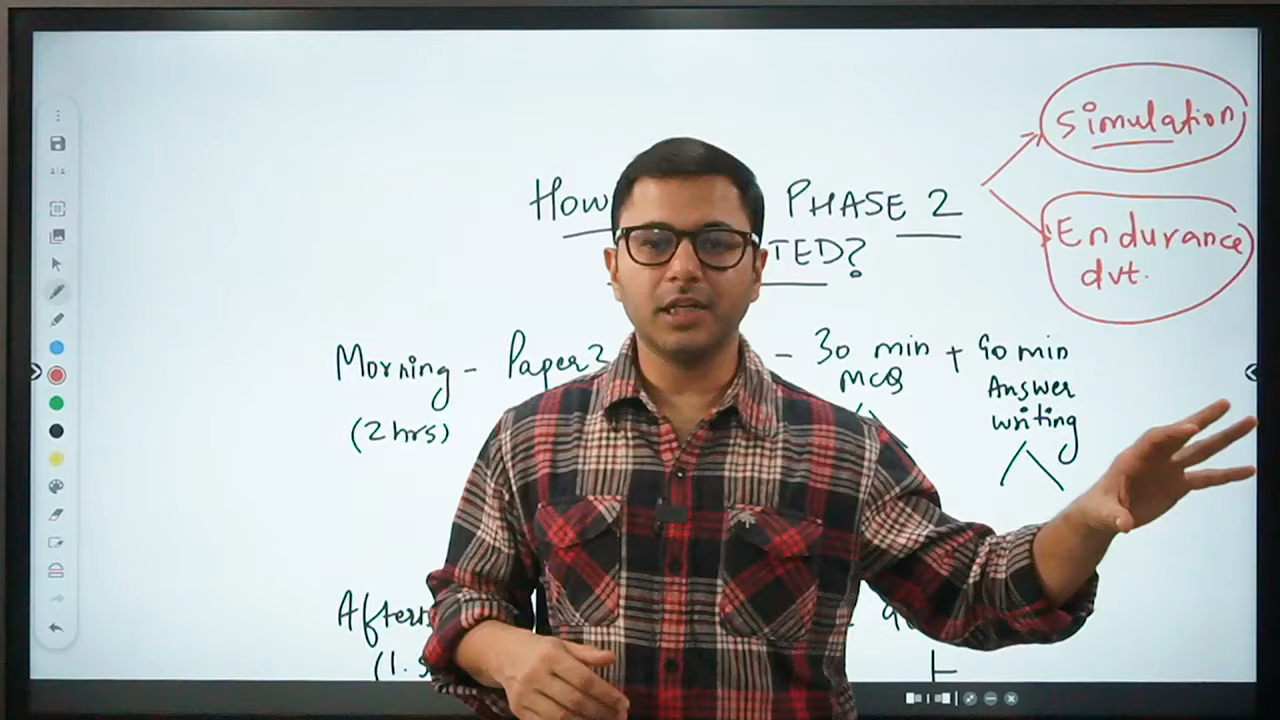 HOW PHASE 2
TED?
Simulation
Endurance
dvt.
Morning - Paper 2 - 30 min + 90 min
(2 hrs)
MCQ
Answer
writing